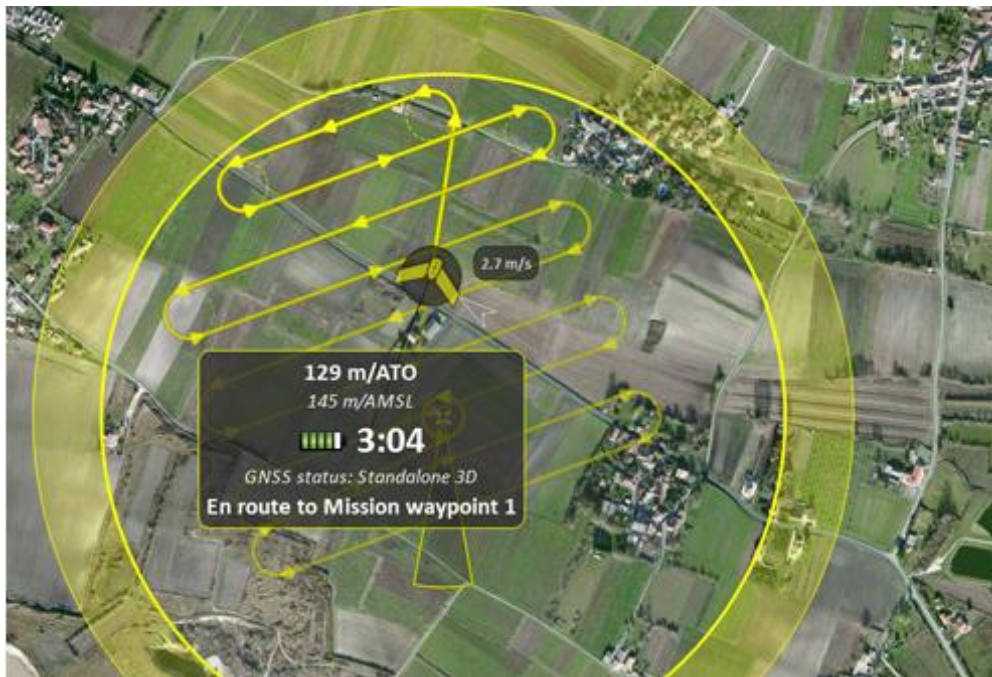 2.7 m/s
129 m/ATO
145 m/AMSL
3:04
GNSS status: Standalone 3D
En route to Mission waypoint 1